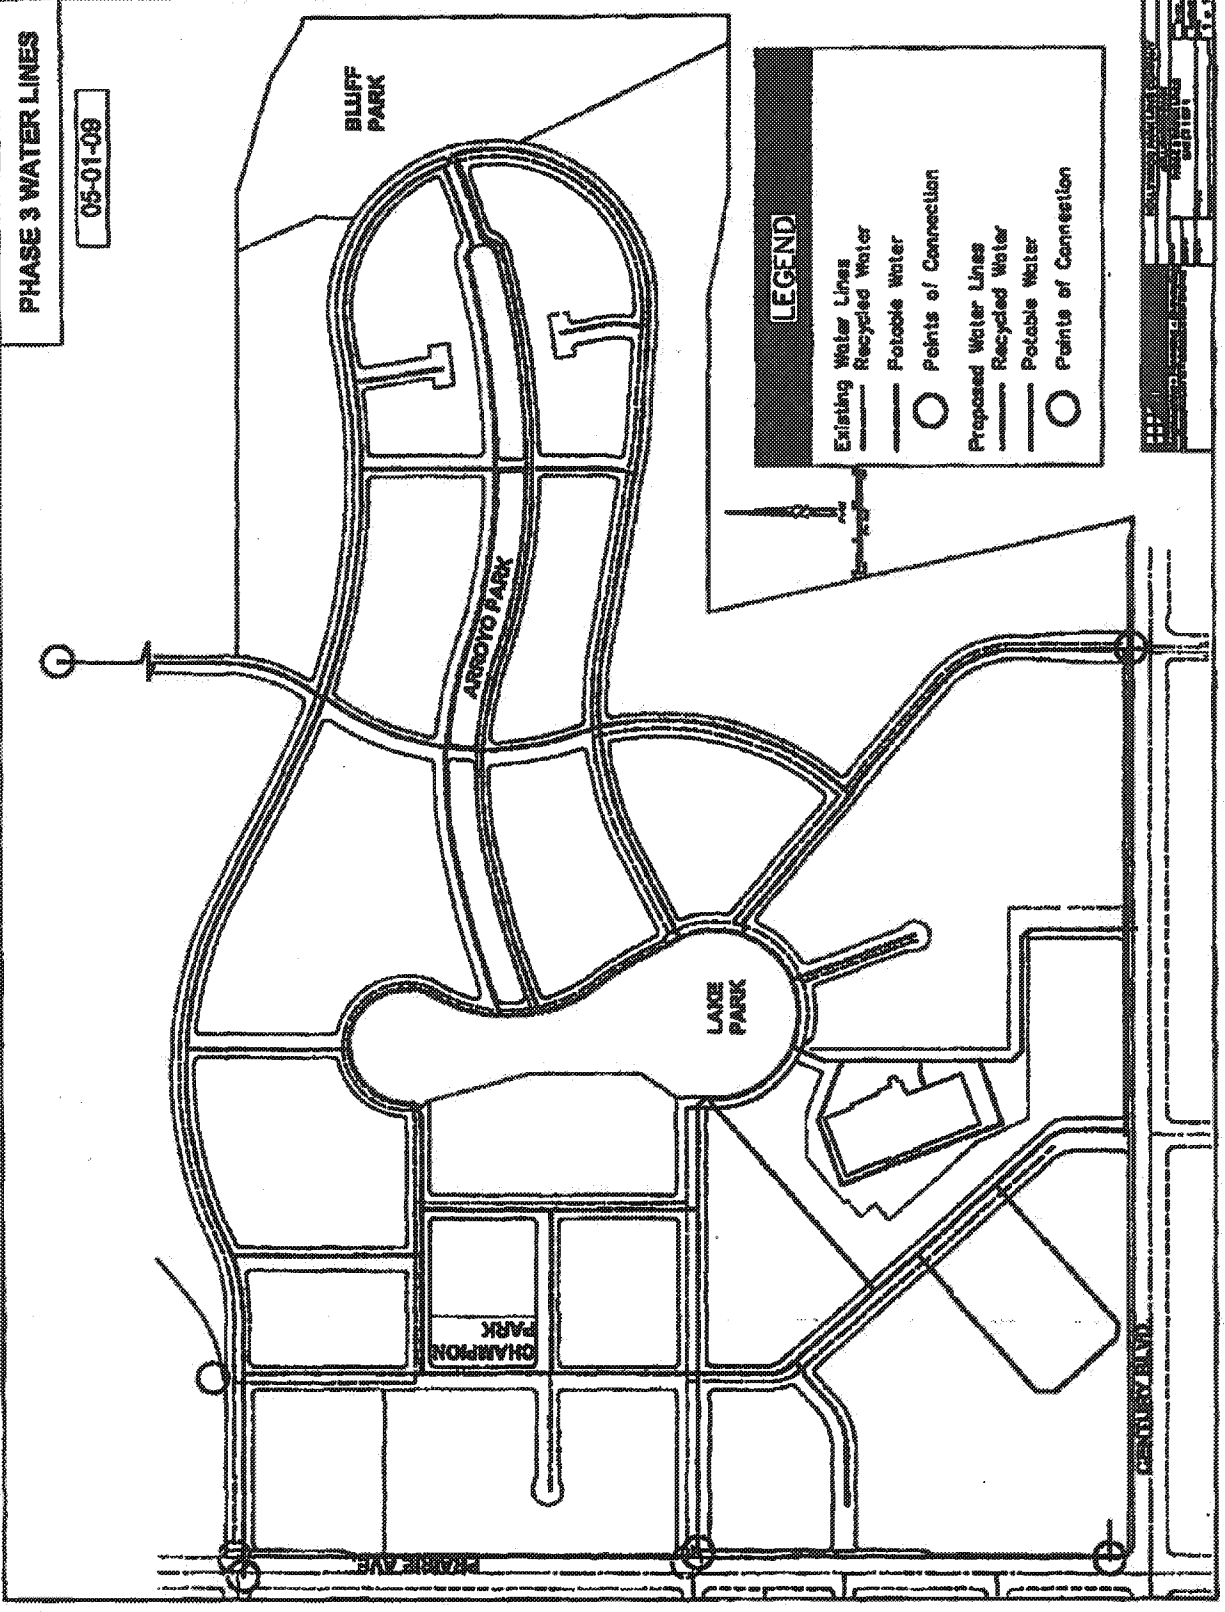 PHASE 3 WATER LINES
05-01-09
BLUFF
PARK
ARROYO PARK
LAKE
PARK
CHAMPION
PARK
PRAIRIE AVE.
CENTURY BLVD.
LEGEND
Existing Water Lines
Recycled Water
Potable Water
Points of Connection
Proposed Water Lines
Recycled Water
Potable Water
Points of Connection